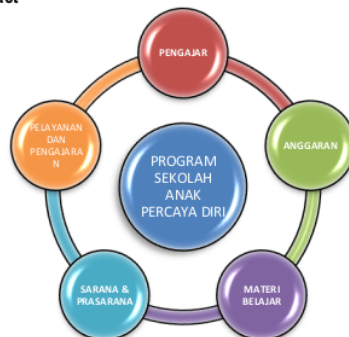 PENGAJAR
ANGGARAN
MATERI
BELAJAR
SARANA &
PRASARANA
PELAYANAN
DAN
PENGAJARA
N
PROGRAM
SEKOLAH
ANAK
PERCAYA DIRI